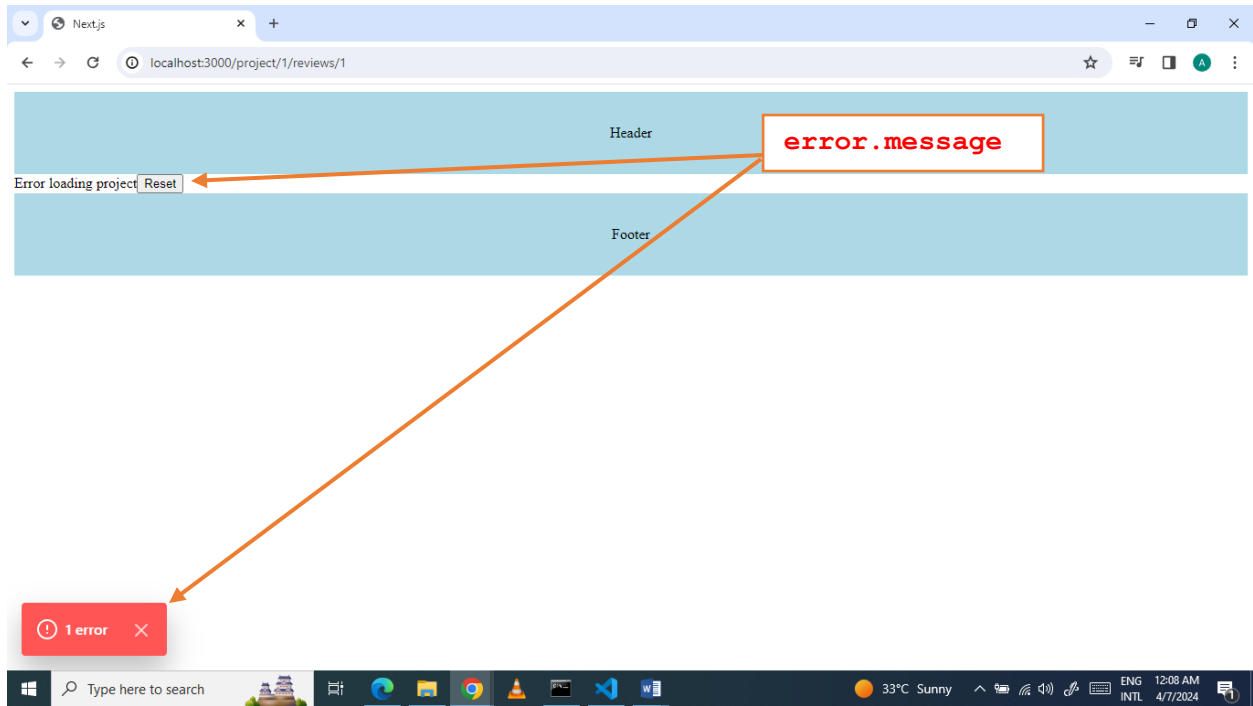 Next.js
localhost:3000/project/1/reviews/1
A
Header
error.message
Error loading project Reset
Footer
1 error
Type here to search
W
33°C Sunny
ENG 12:08 AM
INTL 4/7/2024
1